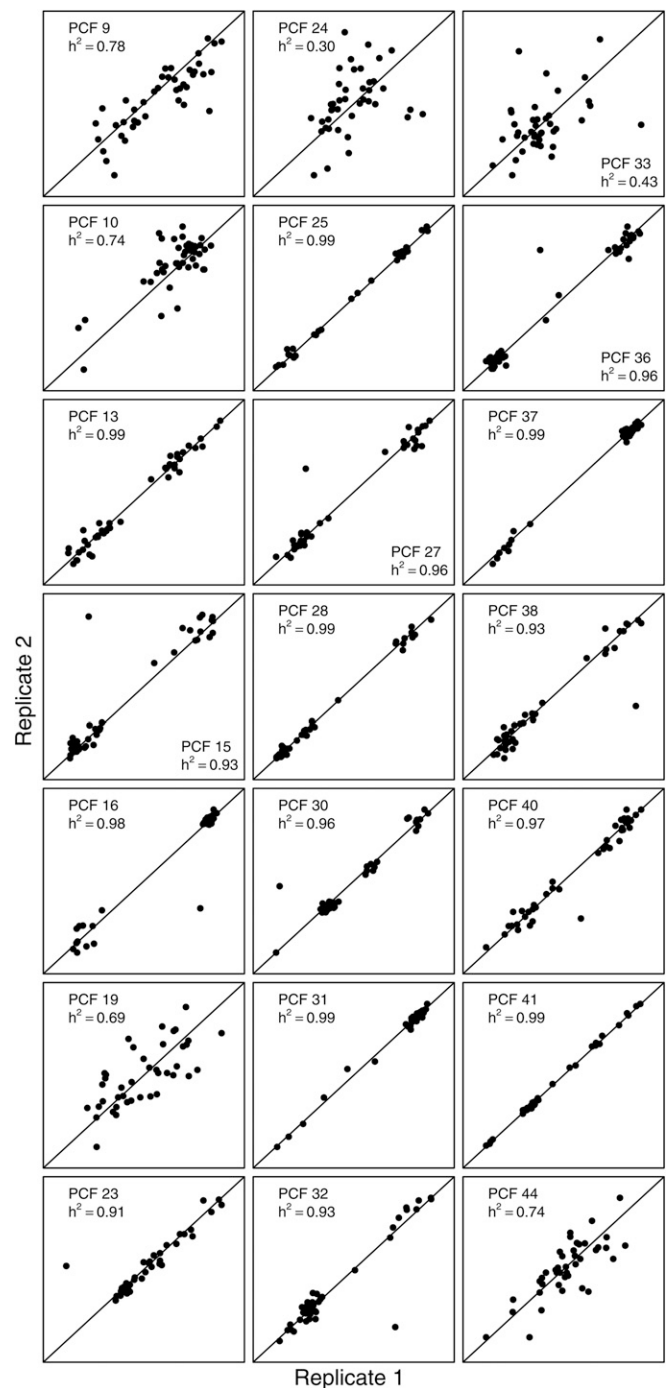 PCF 9
h² = 0.78
PCF 24
h² = 0.30
PCF 33
h² = 0.43
PCF 10
h² = 0.74
PCF 25
h² = 0.99
PCF 36
h² = 0.96
PCF 13
h² = 0.99
PCF 27
h² = 0.96
PCF 37
h² = 0.99
PCF 15
h² = 0.93
PCF 28
h² = 0.99
PCF 38
h² = 0.93
PCF 16
h² = 0.98
PCF 30
h² = 0.96
PCF 40
h² = 0.97
PCF 19
h² = 0.69
PCF 31
h² = 0.99
PCF 41
h² = 0.99
PCF 23
h² = 0.91
PCF 32
h² = 0.93
PCF 44
h² = 0.74
Replicate 2
Replicate 1